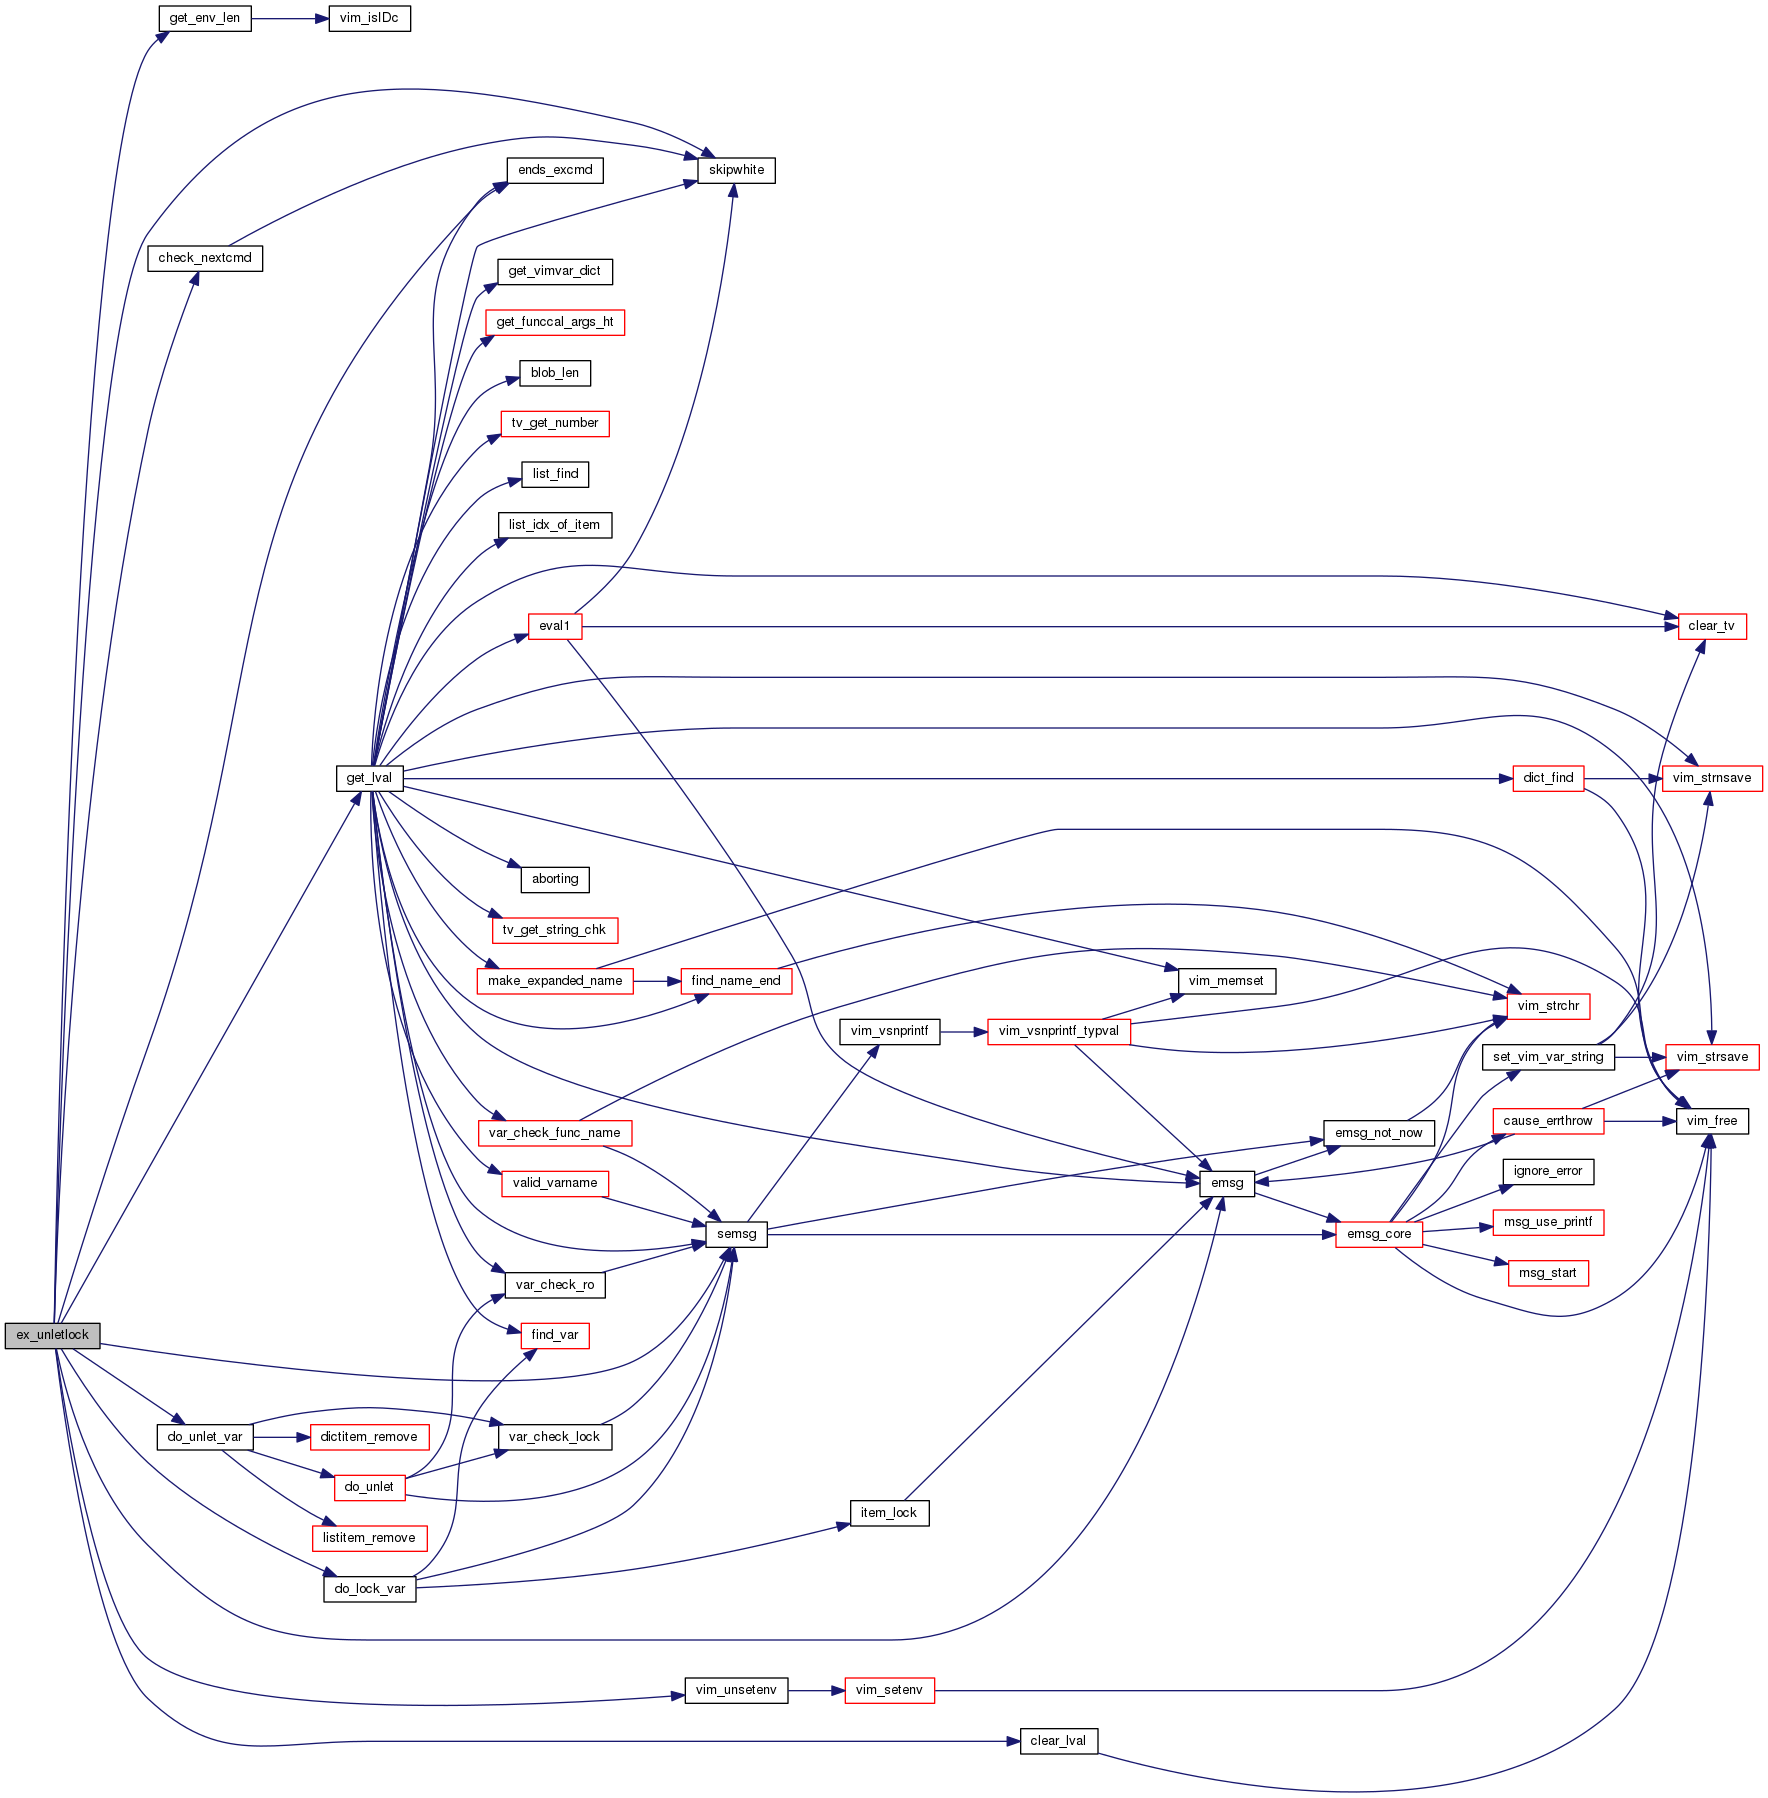 get_env_len
vim_isIDc
ends_excmd
skipwhite
check_nextcmd
get_vimvar_dict
get_funccal_args_ht
blob_len
tv_get_number
list_find
list_idx_of_item
eval1
clear_tv
get_lval
dict_find
vim_strnsave
aborting
tv_get_string_chk
make_expanded_name
find_name_end
vim_memset
vim_strchr
vim_vsnprintf
vim_vsnprintf_typval
set_vim_var_string
vim_strsave
var_check_func_name
emsg_not_now
cause_errthrow
vim_free
valid_varname
emsg
ignore_error
semsg
emsg_core
msg_use_printf
var_check_ro
msg_start
ex_unletlock
find_var
do_unlet_var
dictitem_remove
var_check_lock
do_unlet
item_lock
listitem_remove
do_lock_var
vim_unsetenv
vim_setenv
clear_lval